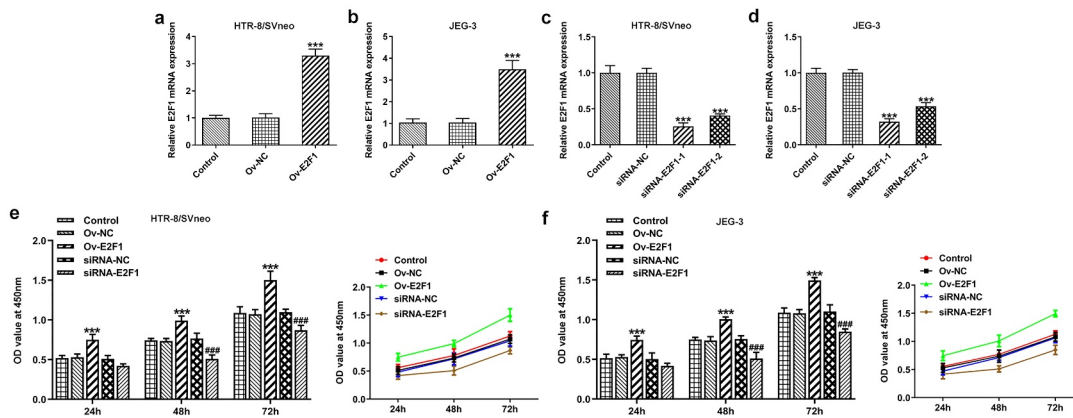 a
HTR-8/SVneo
Relative E2F1 mRNA expression
4
3
2
1
0
***
Control
Ov-NC
Ov-E2F1
b
JEG-3
Relative E2F1 mRNA expression
5
4
3
2
1
0
***
Control
Ov-NC
Ov-E2F1
c
HTR-8/SVneo
Relative E2F1 mRNA expression
1.5
1.0
0.5
0.0
***
***
Control
siRNA-NC
siRNA-E2F1-1
siRNA-E2F1-2
d
JEG-3
Relative E2F1 mRNA expression
1.5
1.0
0.5
0.0
***
***
Control
siRNA-NC
siRNA-E2F1-1
siRNA-E2F1-2
e
HTR-8/SVneo
Control
Ov-NC
Ov-E2F1
siRNA-NC
siRNA-E2F1
OD value at 450nm
2.0
1.5
1.0
0.5
0.0
***
***
###
***
###
24h
48h
72h
Control
Ov-NC
Ov-E2F1
siRNA-NC
siRNA-E2F1
OD value at 450nm
2.0
1.5
1.0
0.5
0.0
24h
48h
72h
f
JEG-3
Control
Ov-NC
Ov-E2F1
siRNA-NC
siRNA-E2F1
OD value at 450nm
2.0
1.5
1.0
0.5
0.0
***
***
###
***
###
24h
48h
72h
Control
Ov-NC
Ov-E2F1
siRNA-NC
siRNA-E2F1
OD value at 450nm
2.0
1.5
1.0
0.5
0.0
24h
48h
72h